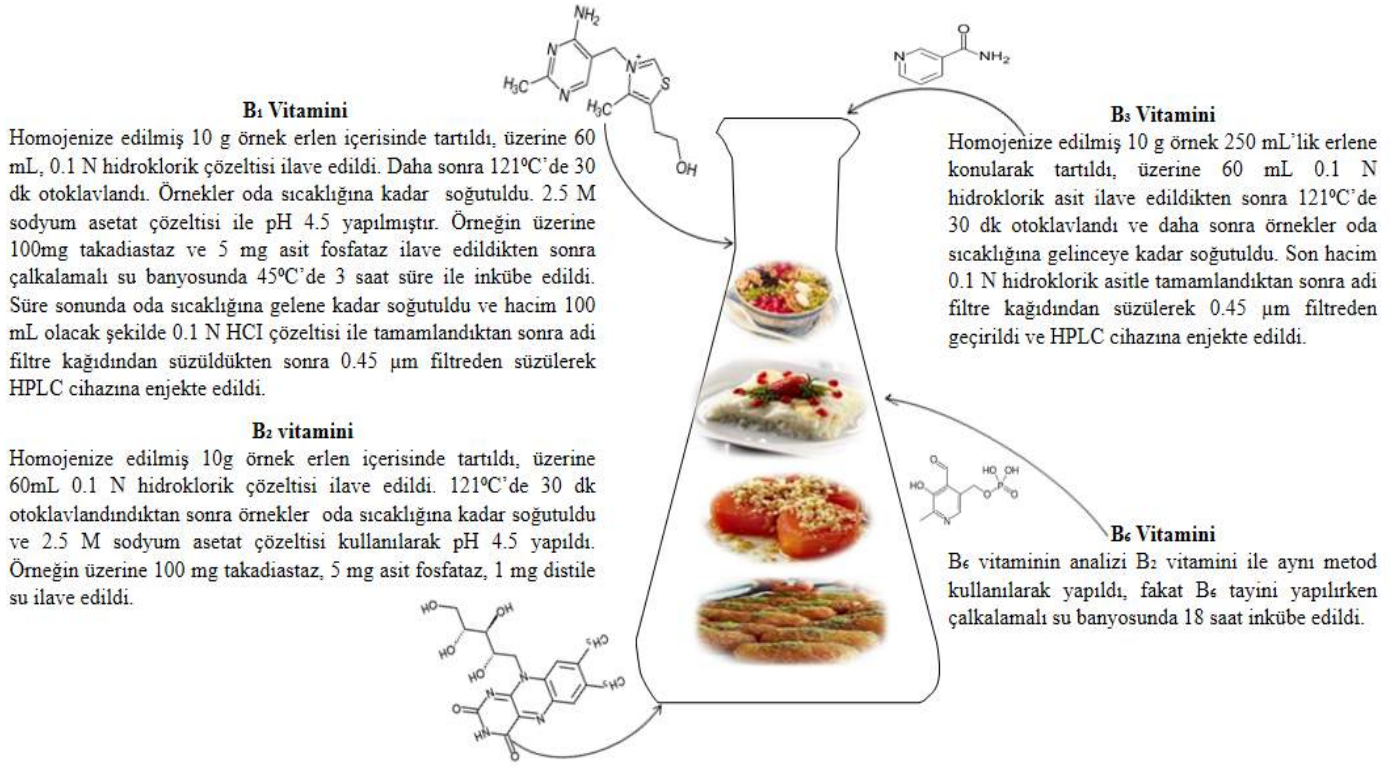 B₁ Vitamini
Homojenize edilmiş 10 g örnek erlen içerisinde tartıldı, üzerine 60
mL, 0.1 N hidroklorik çözeltisi ilave edildi. Daha sonra 121⁰C'de 30
dk otoklavlandı. Örnekler oda sıcaklığına kadar soğutuldu. 2.5 M
sodyum asetat çözeltisi ile pH 4.5 yapılmıştır. Örneğin üzerine
100mg takadiastaz ve 5 mg asit fosfataz ilave edildikten sonra
çalkalamalı su banyosunda 45⁰C'de 3 saat süre ile inkübe edildi.
Süre sonunda oda sıcaklığına gelene kadar soğutuldu ve hacim 100
mL olacak şekilde 0.1 N HCI çözeltisi ile tamamlandıktan sonra adi
filtre kağıdından süzüldükten sonra 0.45 µm filtreden süzülerek
HPLC cihazına enjekte edildi.
B₂ vitamini
Homojenize edilmiş 10g örnek erlen içerisinde tartıldı, üzerine
60mL 0.1 N hidroklorik çözeltisi ilave edildi. 121⁰C'de 30 dk
otoklavlandındıktan sonra örnekler oda sıcaklığına kadar soğutuldu
ve 2.5 M sodyum asetat çözeltisi kullanılarak pH 4.5 yapıldı.
Örneğin üzerine 100 mg takadiastaz, 5 mg asit fosfataz, 1 mg distile
su ilave edildi.
NH₂
N
N⁺
S
H₃C
N
H₃C
OH
O
N
NH₂
B₃ Vitamini
Homojenize edilmiş 10 g örnek 250 mL'lik erlene
konularak tartıldı, üzerine 60 mL 0.1 N
hidroklorik asit ilave edildikten sonra 121⁰C'de
30 dk otoklavlandı ve daha sonra örnekler oda
sıcaklığına gelinceye kadar soğutuldu. Son hacim
0.1 N hidroklorik asitle tamamlandıktan sonra adi
filtre kağıdından süzülerek 0.45 µm filtreden
geçirildi ve HPLC cihazına enjekte edildi.
O
HO OH
HO
P
O
O
N
B₆ Vitamini
B₆ vitaminin analizi B₂ vitamini ile aynı metod
kullanılarak yapıldı, fakat B₆ tayini yapılırken
çalkalamalı su banyosunda 18 saat inkübe edildi.
HO
OH
HO
HO
CH₃
CH₃
N
N
O
N
HN
O